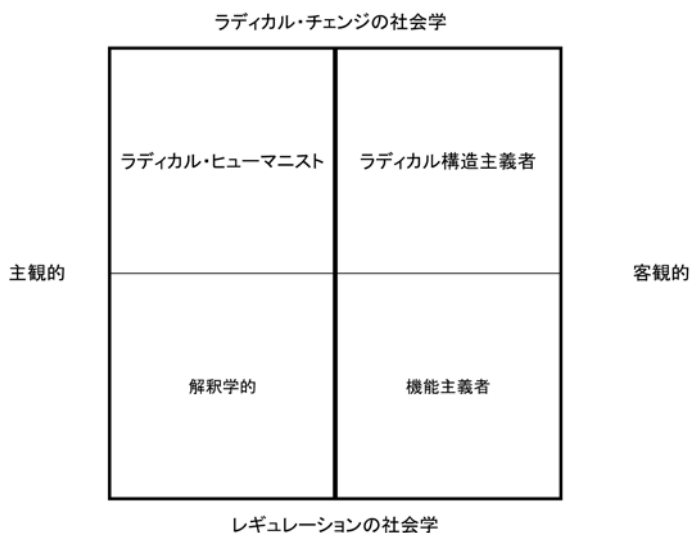 ラディカル・チェンジの社会学
ラディカル・ヒューマニスト
ラディカル構造主義者
主観的
客観的
解釈学的
機能主義者
レギュレーションの社会学